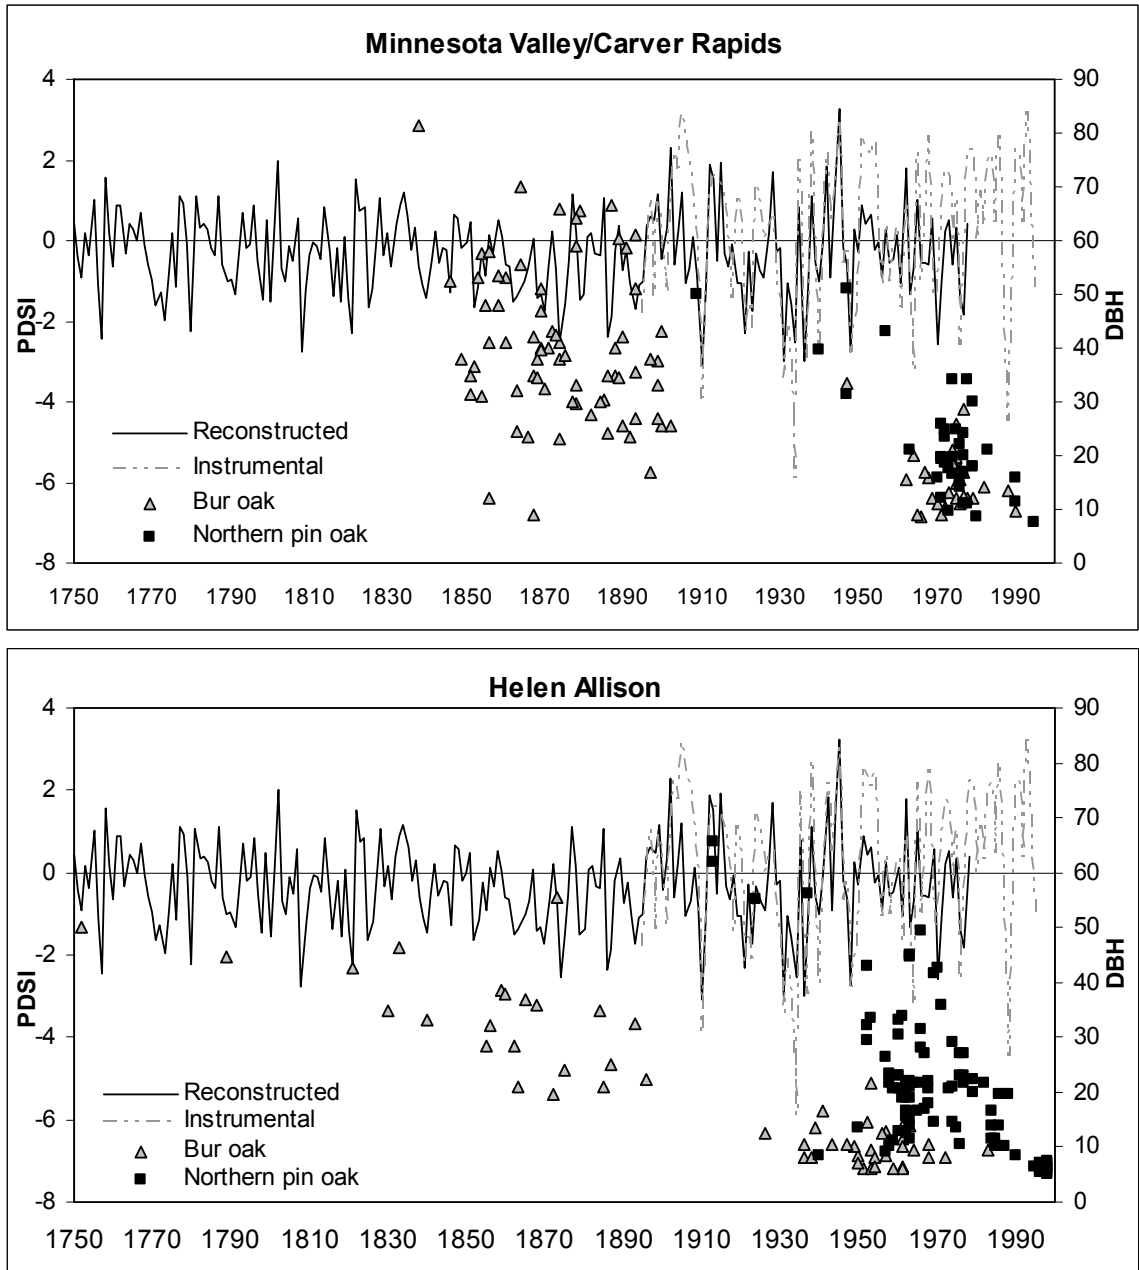 Minnesota Valley/Carver Rapids
4 90
80
2 70
0 60
50
-2 40
-4 30
20
-6 10
-8 0
PDSI
DBH
Reconstructed
Instrumental
Bur oak
Northern pin oak
1750 1770 1790 1810 1830 1850 1870 1890 1910 1930 1950 1970 1990
Helen Allison
4 90
80
2 70
0 60
50
-2 40
-4 30
20
-6 10
-8 0
PDSI
DBH
Reconstructed
Instrumental
Bur oak
Northern pin oak
1750 1770 1790 1810 1830 1850 1870 1890 1910 1930 1950 1970 1990